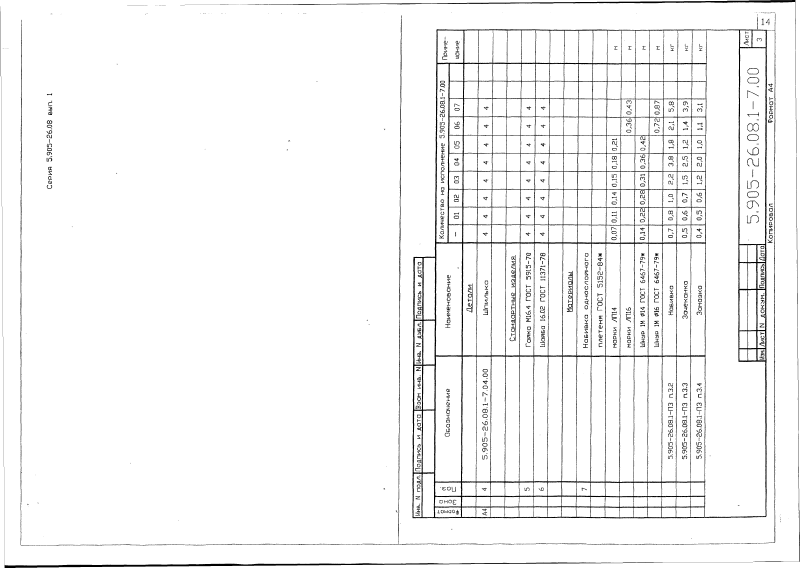 Серия 5.905-26.08 вып. 1
14
Формат
Зона
Поз.
Обозначение
Наименование
Количество на исполнение 5.905-26.08.1-7.00
Приме-
чание
— 01 02 03 04 05 06 07
Детали
А4 4 5.905-26.08.1-7.04.00 Шпилька 4 4 4 4 4 4 4 4
Стандартные изделия
5 Гайка М16.4 ГОСТ 5915-70 4 4 4 4 4 4 4 4
6 Шайба 16.02 ГОСТ 11371-78 4 4 4 4 4 4 4 4
Материалы
7 Набивка однослойного
плетеня ГОСТ 5152-84*
марки ЛП14 0,07 0,11 0,14 0,15 0,18 0,21 м
марки ЛП16 0,36 0,43 м
Шнур 1М ø14 ГОСТ 6467-79* 0,14 0,22 0,28 0,31 0,36 0,42 м
Шнур 1М ø16 ГОСТ 6467-79* 0,72 0,87 м
5.905-26.08.1-ПЗ п.3.2 Набивка 0,7 0,8 1,0 2,2 3,8 1,8 2,1 5,8 кг
5.905-26.08.1-ПЗ п.3.3 Зачеканка 0,5 0,6 0,7 1,5 2,5 1,2 1,4 3,9 кг
5.905-26.08.1-ПЗ п.3.4 Замазка 0,4 0,5 0,6 1,2 2,0 1,0 1,1 3,1 кг
Инв. N подл. Подпись и дата Взам инв. N Инв. N дубл. Подпись и дата
Изм. Лист N докум. Подпись Дата
5.905-26.08.1-7.00
Лист
3
Копировал
Формат А4